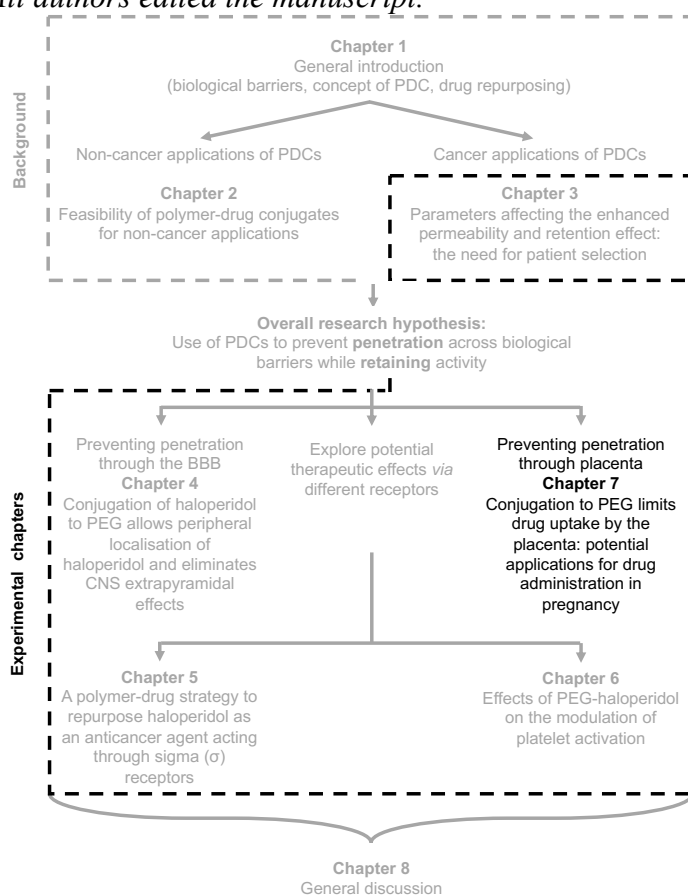 All authors edited the manuscript.
Chapter 1
General introduction
(biological barriers, concept of PDC, drug repurposing)
Background
Non-cancer applications of PDCs
Cancer applications of PDCs
Chapter 2
Feasibility of polymer-drug conjugates
for non-cancer applications
Chapter 3
Parameters affecting the enhanced
permeability and retention effect:
the need for patient selection
Overall research hypothesis:
Use of PDCs to prevent penetration across biological
barriers while retaining activity
Experimental chapters
Preventing penetration
through the BBB
Chapter 4
Conjugation of haloperidol
to PEG allows peripheral
localisation of
haloperidol and eliminates
CNS extrapyramidal
effects
Explore potential
therapeutic effects via
different receptors
Preventing penetration
through placenta
Chapter 7
Conjugation to PEG limits
drug uptake by the
placenta: potential
applications for drug
administration in
pregnancy
Chapter 5
A polymer-drug strategy to
repurpose haloperidol as
an anticancer agent acting
through sigma (σ)
receptors
Chapter 6
Effects of PEG-haloperidol
on the modulation of
platelet activation
Chapter 8
General discussion